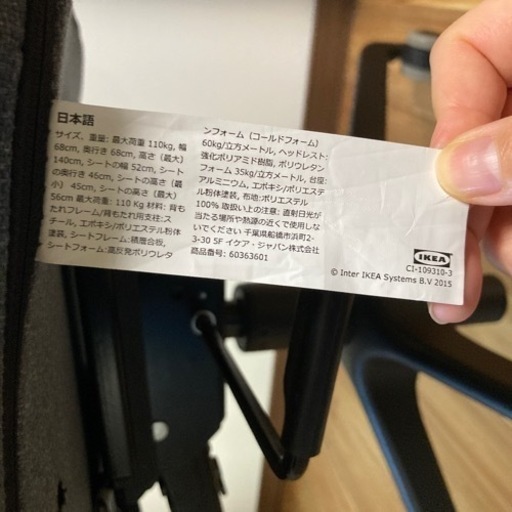 日本語
サイズ、重量: 最大荷重 110kg, 幅
68cm, 奥行き 68cm, 高さ（最大）
140cm, シートの幅 52cm, シート
の奥行き 46cm, シートの高さ（最
小） 45cm, シートの高さ（最大）
56cm 最大荷重: 110 Kg 材料: 背も
たれフレーム/背もたれ用支柱: ス
チール, エポキシ/ポリエステル粉体
塗装, シートフレーム: 積層合板,
シートフォーム: 高反発ポリウレタ
ンフォーム（コールドフォーム）
60kg/立方メートル, ヘッドレスト:
強化ポリアミド樹脂, ポリウレタン
フォーム 35kg/立方メートル, 台座:
アルミニウム, エポキシ/ポリエステ
ル粉体塗装, 布地: ポリエステル
100% 取扱い上の注意: 直射日光が
当たる場所や熱源の近くで使用しな
いでください 千葉県船橋市浜町2-
3-30 5F イケア・ジャパン株式会社
商品番号: 60363601
IKEA
CI-109310-3
© Inter IKEA Systems B.V 2015